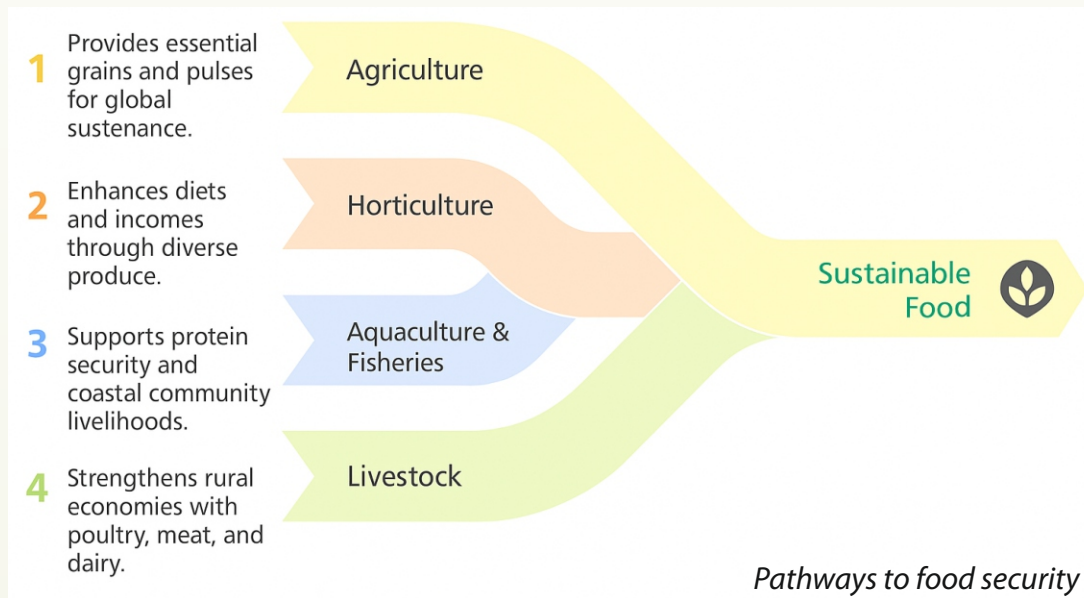 1
Provides essential
grains and pulses
for global
sustenance.
Agriculture
2
Enhances diets
and incomes
through diverse
produce.
Horticulture
3
Supports protein
security and
coastal community
livelihoods.
Aquaculture &
Fisheries
4
Strengthens rural
economies with
poultry, meat, and
dairy.
Livestock
Sustainable
Food
Pathways to food security